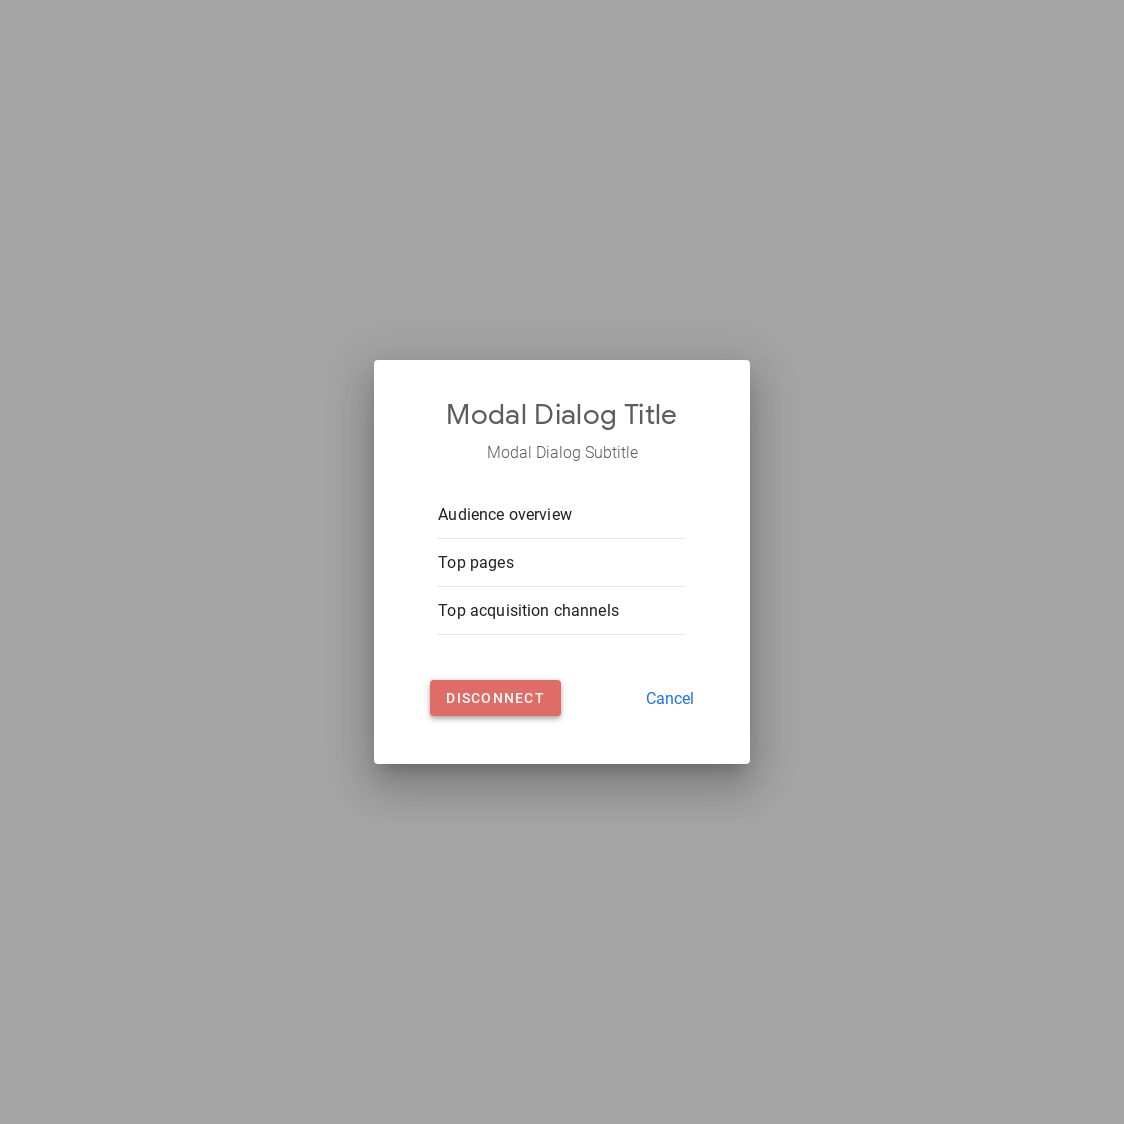 Modal Dialog Title
Modal Dialog Subtitle
Audience overview
Top pages
Top acquisition channels
DISCONNECT
Cancel